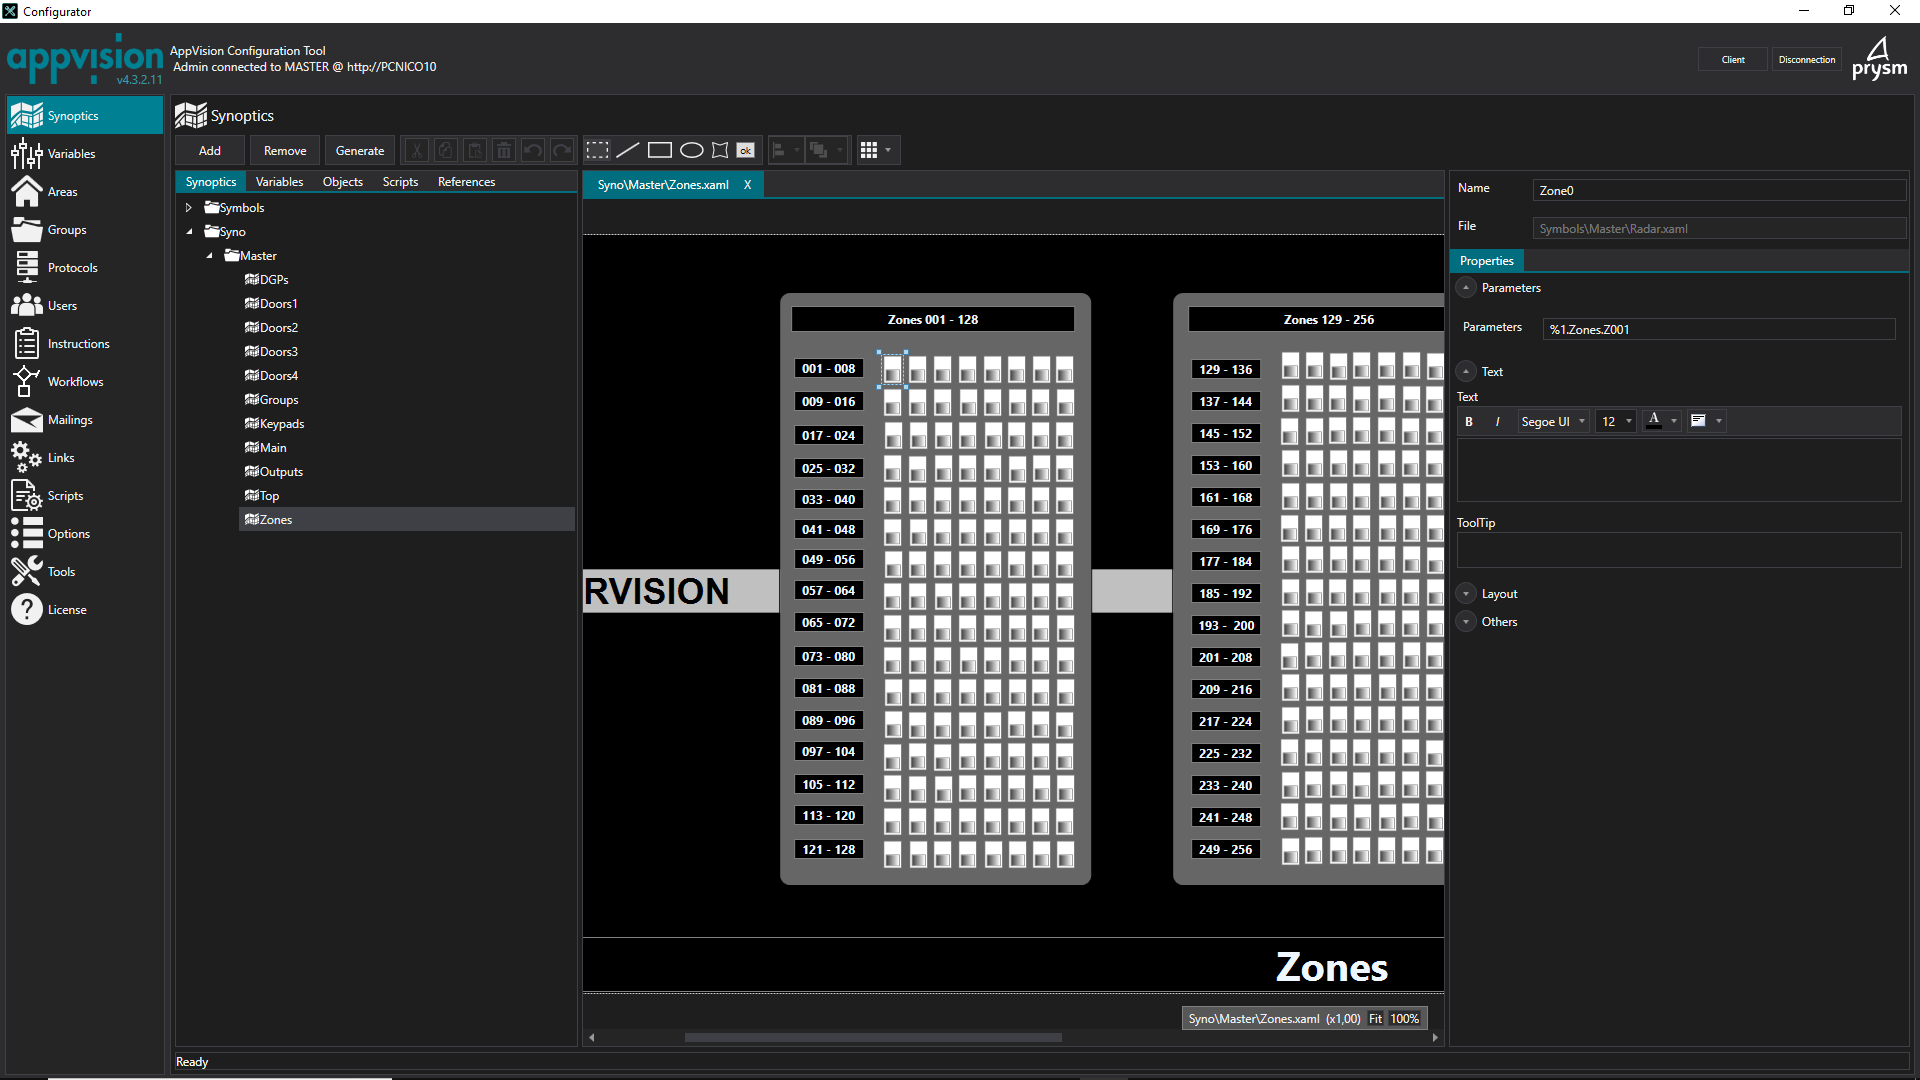 Configurator
appvision
v4.3.2.11
AppVision Configuration Tool
Admin connected to MASTER @ http://PCNICO10
Client
Disconnection
prysm
Synoptics
Variables
Areas
Groups
Protocols
Users
Instructions
Workflows
Mailings
Links
Scripts
Options
Tools
License
Synoptics
Add
Remove
Generate
ok
Synoptics
Variables
Objects
Scripts
References
Symbols
Syno
Master
DGPs
Doors1
Doors2
Doors3
Doors4
Groups
Keypads
Main
Outputs
Top
Zones
Syno\Master\Zones.xaml X
RVISION
Zones 001 - 128
001 - 008
009 - 016
017 - 024
025 - 032
033 - 040
041 - 048
049 - 056
057 - 064
065 - 072
073 - 080
081 - 088
089 - 096
097 - 104
105 - 112
113 - 120
121 - 128
Zones 129 - 256
129 - 136
137 - 144
145 - 152
153 - 160
161 - 168
169 - 176
177 - 184
185 - 192
193 - 200
201 - 208
209 - 216
217 - 224
225 - 232
233 - 240
241 - 248
249 - 256
Zones
Syno\Master\Zones.xaml (x1,00) Fit 100%
Name
Zone0
File
Symbols\Master\Radar.xaml
Properties
Parameters
Parameters
%1.Zones.Z001
Text
Text
B I Segoe UI 12 A
ToolTip
Layout
Others
Ready